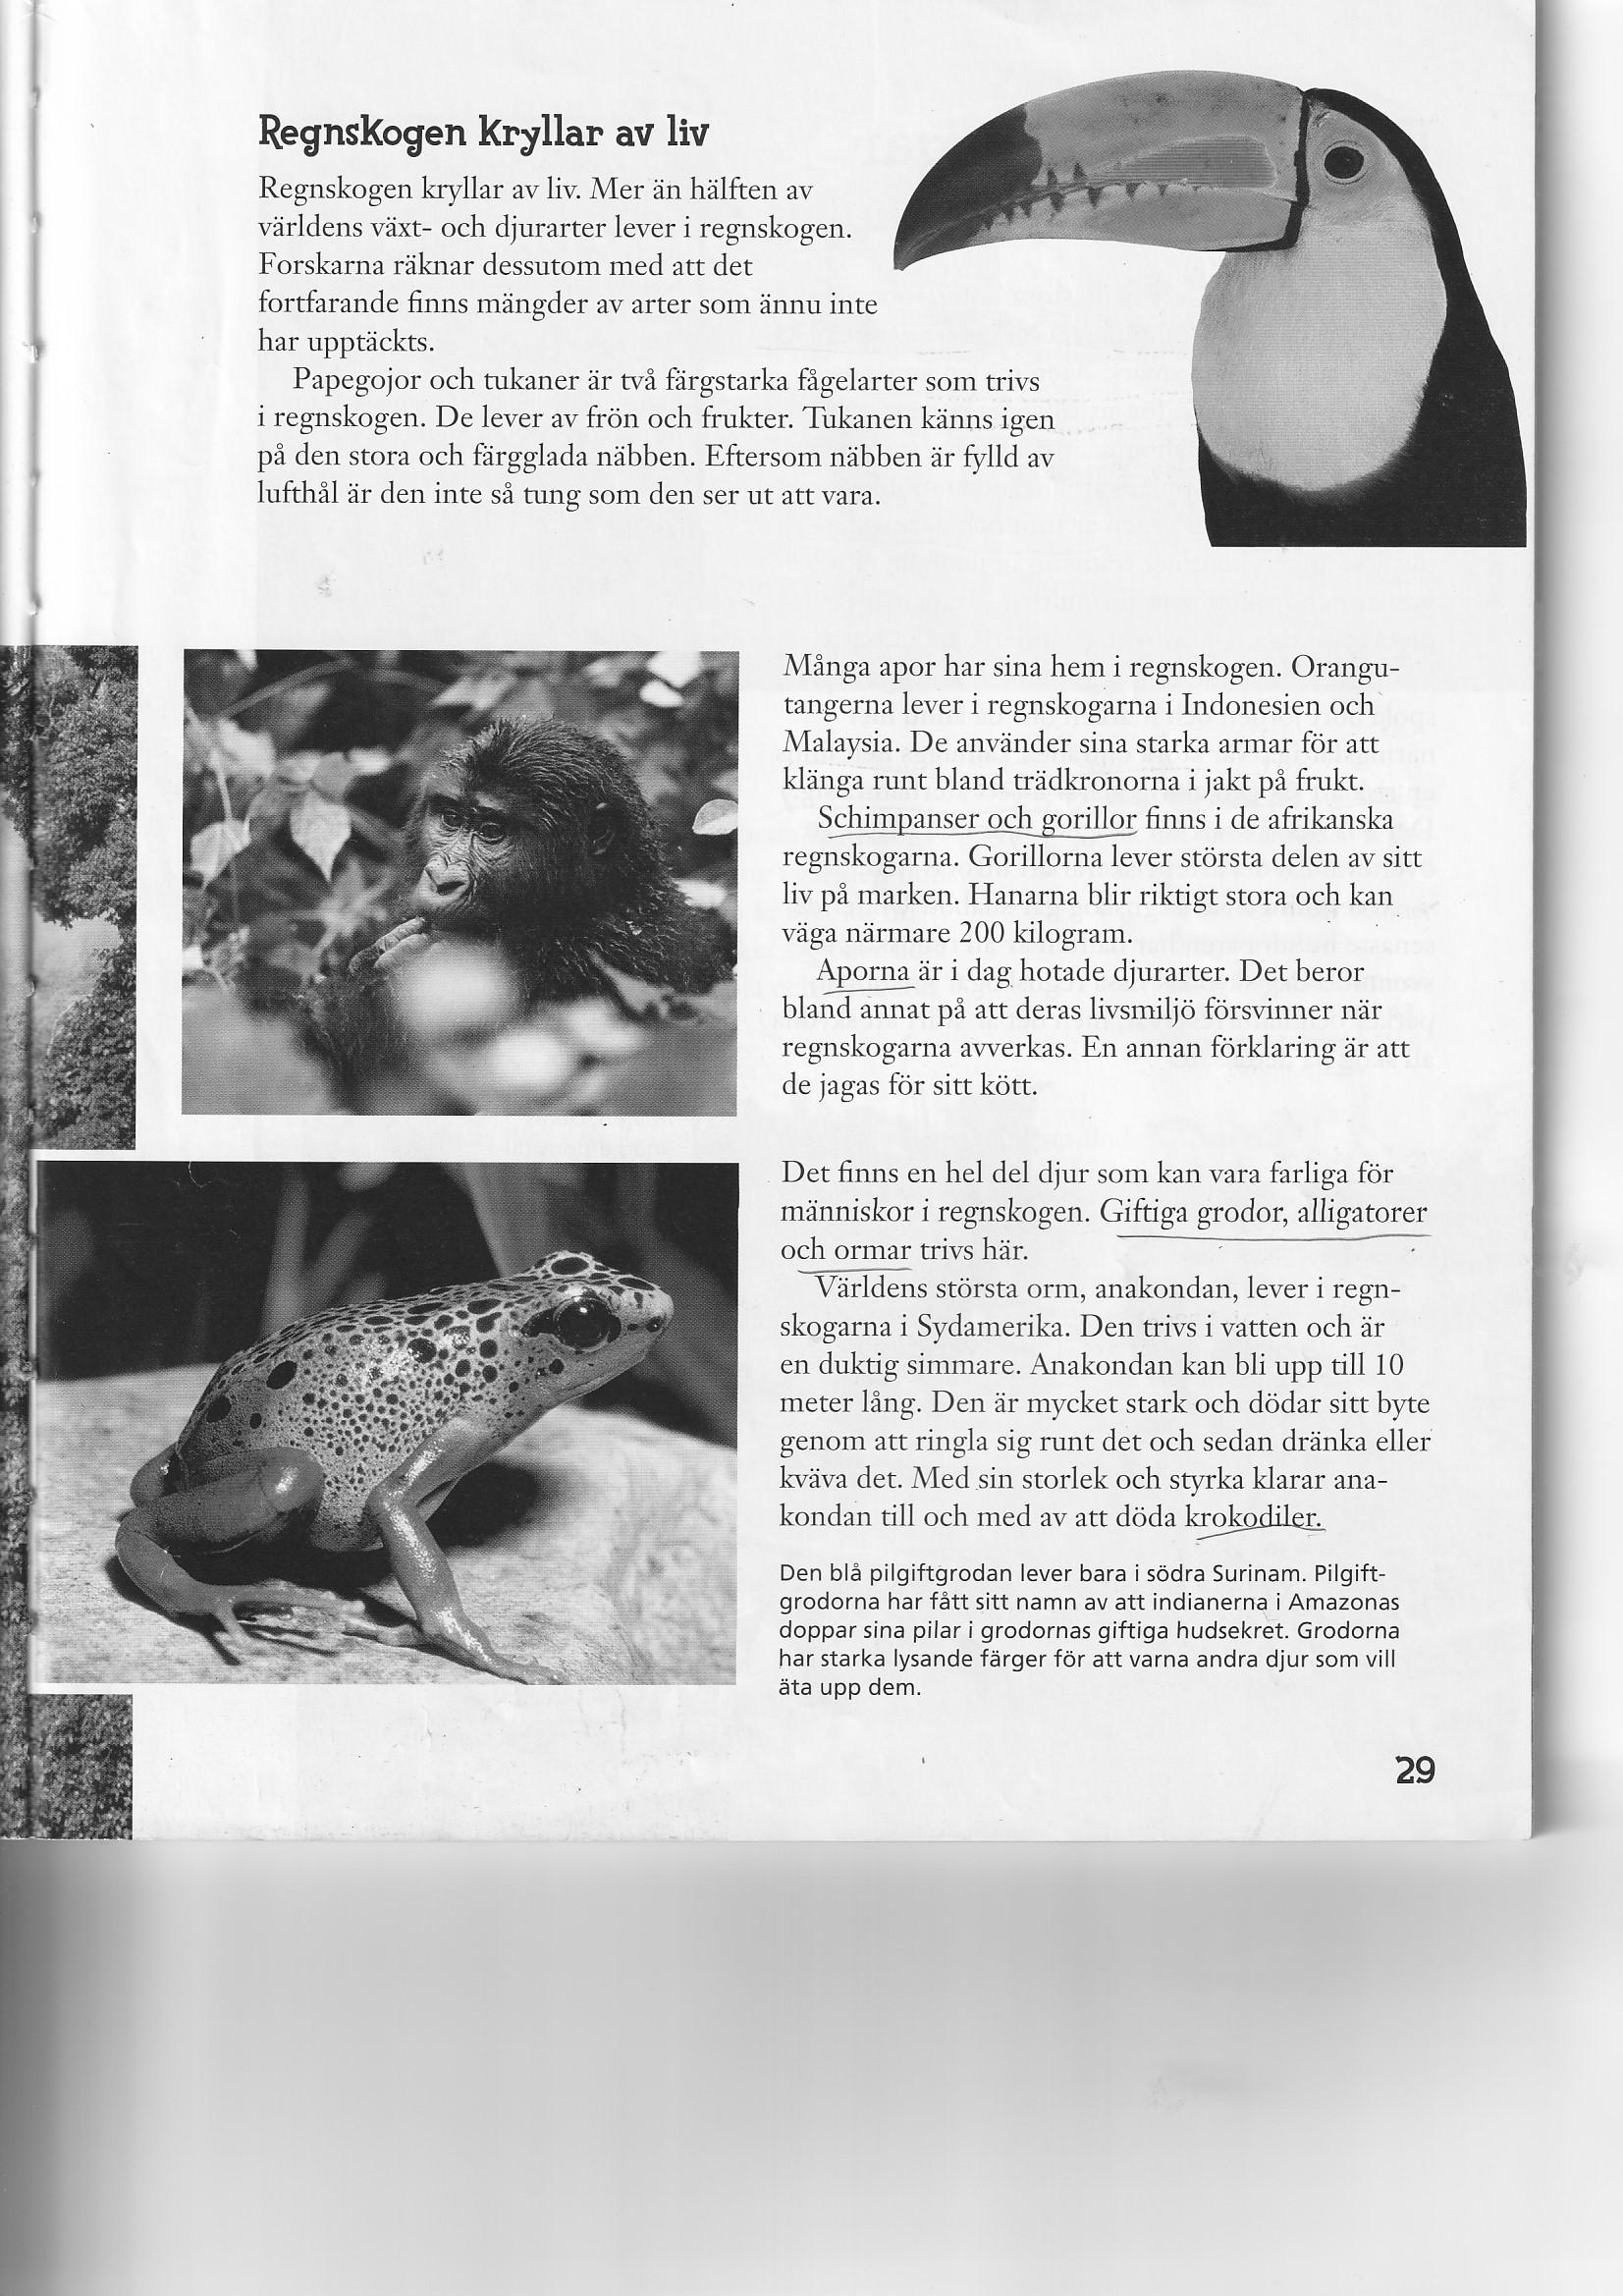 Regnskogen kryllar av liv
Regnskogen kryllar av liv. Mer än hälften av
världens växt- och djurarter lever i regnskogen.
Forskarna räknar dessutom med att det
fortfarande finns mängder av arter som ännu inte
har upptäckts.
Papegojor och tukaner är två färgstarka fågelarter som trivs
i regnskogen. De lever av frön och frukter. Tukanen känns igen
på den stora och färgglada näbben. Eftersom näbben är fylld av
lufthål är den inte så tung som den ser ut att vara.
Många apor har sina hem i regnskogen. Orangu-
tangerna lever i regnskogarna i Indonesien och
Malaysia. De använder sina starka armar för att
klänga runt bland trädkronorna i jakt på frukt.
Schimpanser och gorillor finns i de afrikanska
regnskogarna. Gorillorna lever största delen av sitt
liv på marken. Hanarna blir riktigt stora och kan
väga närmare 200 kilogram.
Aporna är i dag hotade djurarter. Det beror
bland annat på att deras livsmiljö försvinner när
regnskogarna avverkas. En annan förklaring är att
de jagas för sitt kött.
Det finns en hel del djur som kan vara farliga för
människor i regnskogen. Giftiga grodor, alligatorer
och ormar trivs här.
Världens största orm, anakondan, lever i regn-
skogarna i Sydamerika. Den trivs i vatten och är
en duktig simmare. Anakondan kan bli upp till 10
meter lång. Den är mycket stark och dödar sitt byte
genom att ringla sig runt det och sedan dränka eller
kväva det. Med sin storlek och styrka klarar ana-
kondan till och med av att döda krokodiler.
Den blå pilgiftgrodan lever bara i södra Surinam. Pilgift-
grodorna har fått sitt namn av att indianerna i Amazonas
doppar sina pilar i grodornas giftiga hudsekret. Grodorna
har starka lysande färger för att varna andra djur som vill
äta upp dem.
29